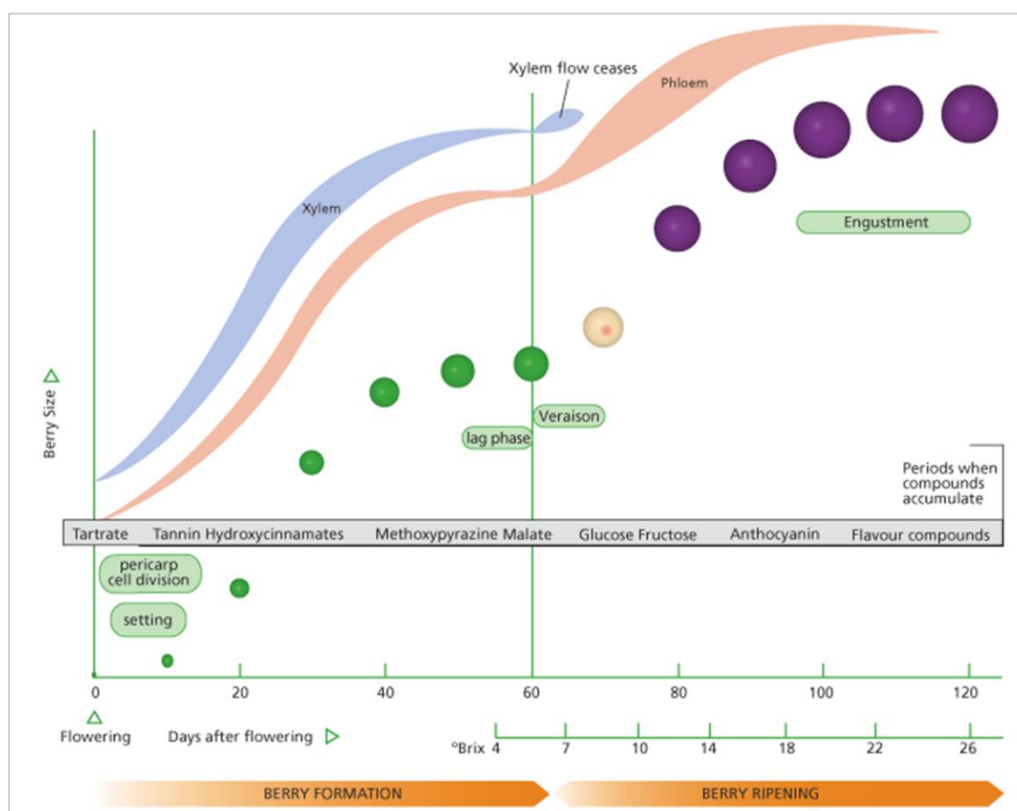 Xylem flow ceases
Phloem
Xylem
Engustment
Berry Size
Veraison
lag phase
Periods when
compounds
accumulate
Tartrate Tannin Hydroxycinnamates Methoxypyrazine Malate Glucose Fructose Anthocyanin Flavour compounds
pericarp
cell division
setting
0 20 40 60 80 100 120
Flowering Days after flowering
°Brix 4 7 10 14 18 22 26
BERRY FORMATION BERRY RIPENING